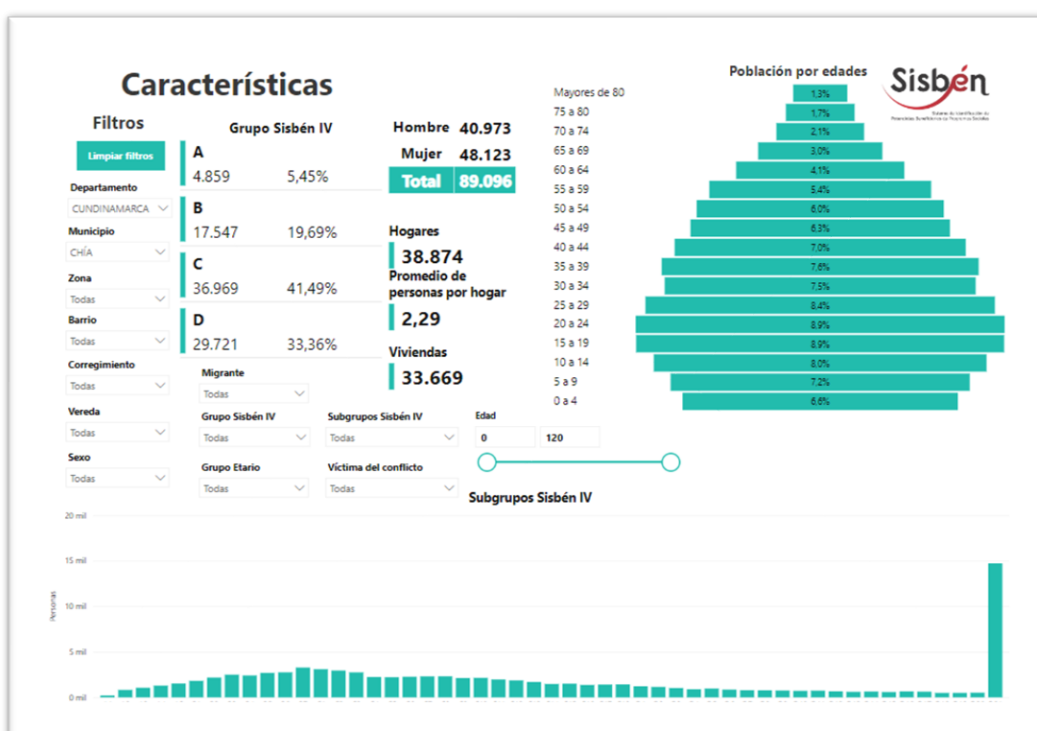 Características
Filtros
Limpiar filtros
Departamento
CUNDINAMARCA
Municipio
CHÍA
Zona
Todas
Barrio
Todas
Corregimiento
Todas
Vereda
Todas
Sexo
Todas
Grupo Sisbén IV
A
4.859 5,45%
B
17.547 19,69%
C
36.969 41,49%
D
29.721 33,36%
Migrante
Todas
Grupo Sisbén IV
Todas
Subgrupos Sisbén IV
Todas
Grupo Etario
Todas
Víctima del conflicto
Todas
Edad
0 120
Hombre 40.973
Mujer 48.123
Total 89.096
Hogares
38.874
Promedio de
personas por hogar
2,29
Viviendas
33.669
Población por edades
Sisbén
Mayores de 80 1,3%
75 a 80 1,7%
70 a 74 2,1%
65 a 69 3,0%
60 a 64 4,1%
55 a 59 5,4%
50 a 54 6,0%
45 a 49 6,3%
40 a 44 7,0%
35 a 39 7,6%
30 a 34 7,5%
25 a 29 8,4%
20 a 24 8,9%
15 a 19 8,9%
10 a 14 8,0%
5 a 9 7,2%
0 a 4 6,6%
Subgrupos Sisbén IV
20 mil
15 mil
10 mil
5 mil
0 mil
Personas